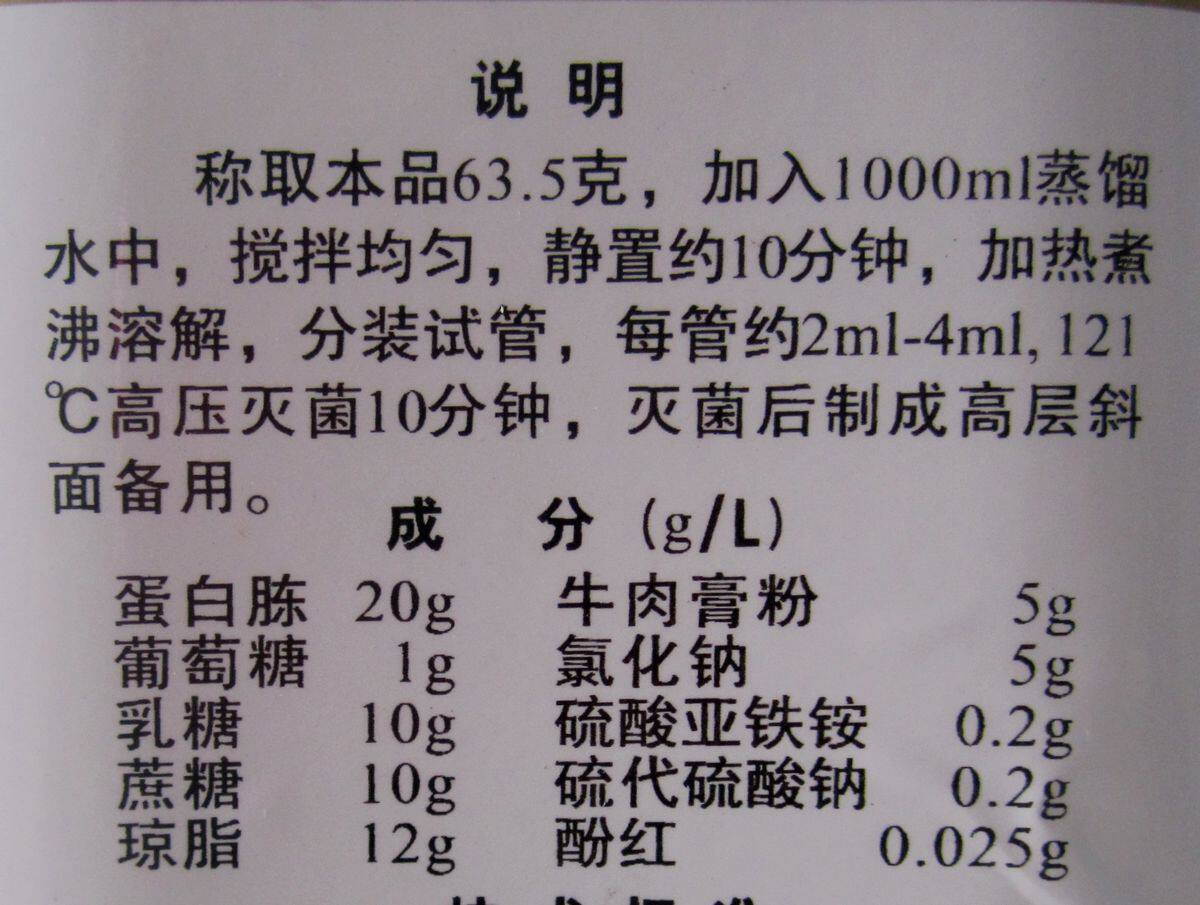 说 明
称取本品63.5克，加入1000ml蒸馏
水中，搅拌均匀，静置约10分钟，加热煮
沸溶解，分装试管，每管约2ml-4ml, 121
℃高压灭菌10分钟，灭菌后制成高层斜
面备用。
成 分 (g/L)
蛋白胨 20g 牛肉膏粉 5g
葡萄糖 1g 氯化钠 5g
乳糖 10g 硫酸亚铁铵 0.2g
蔗糖 10g 硫代硫酸钠 0.2g
琼脂 12g 酚红 0.025g